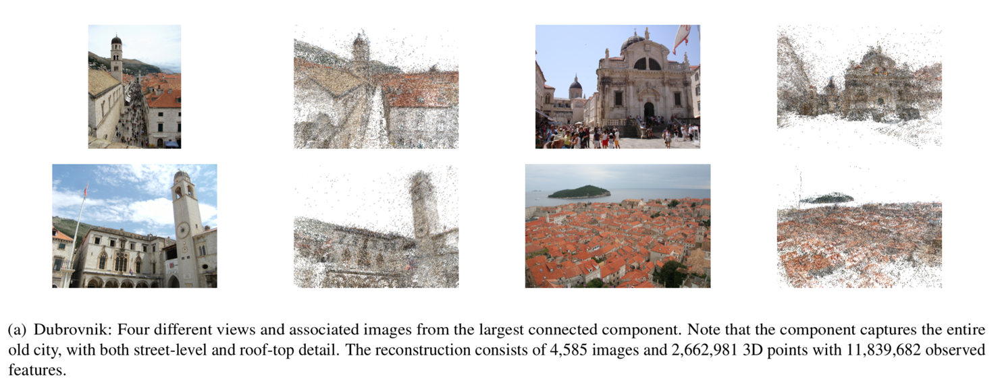 (a) Dubrovnik: Four different views and associated images from the largest connected component. Note that the component captures the entire
old city, with both street-level and roof-top detail. The reconstruction consists of 4,585 images and 2,662,981 3D points with 11,839,682 observed
features.